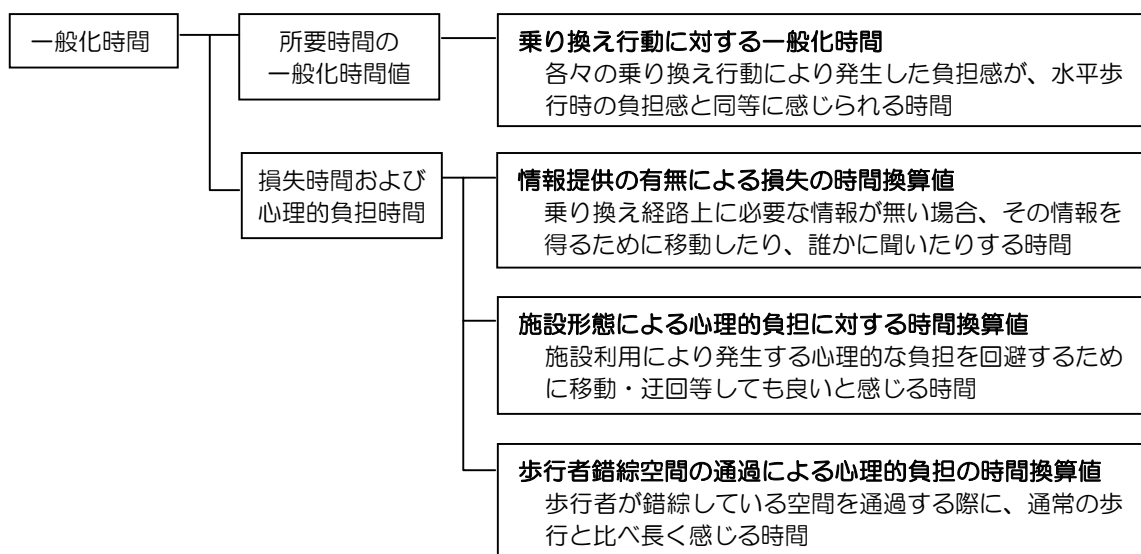 一般化時間
所要時間の
一般化時間値
乗り換え行動に対する一般化時間
各々の乗り換え行動により発生した負担感が、水平歩
行時の負担感と同等に感じられる時間
損失時間および
心理的負担時間
情報提供の有無による損失の時間換算値
乗り換え経路上に必要な情報が無い場合、その情報を
得るために移動したり、誰かに聞いたりする時間
施設形態による心理的負担に対する時間換算値
施設利用により発生する心理的な負担を回避するため
に移動・迂回等しても良いと感じる時間
歩行者錯綜空間の通過による心理的負担の時間換算値
歩行者が錯綜している空間を通過する際に、通常の歩
行と比べ長く感じる時間